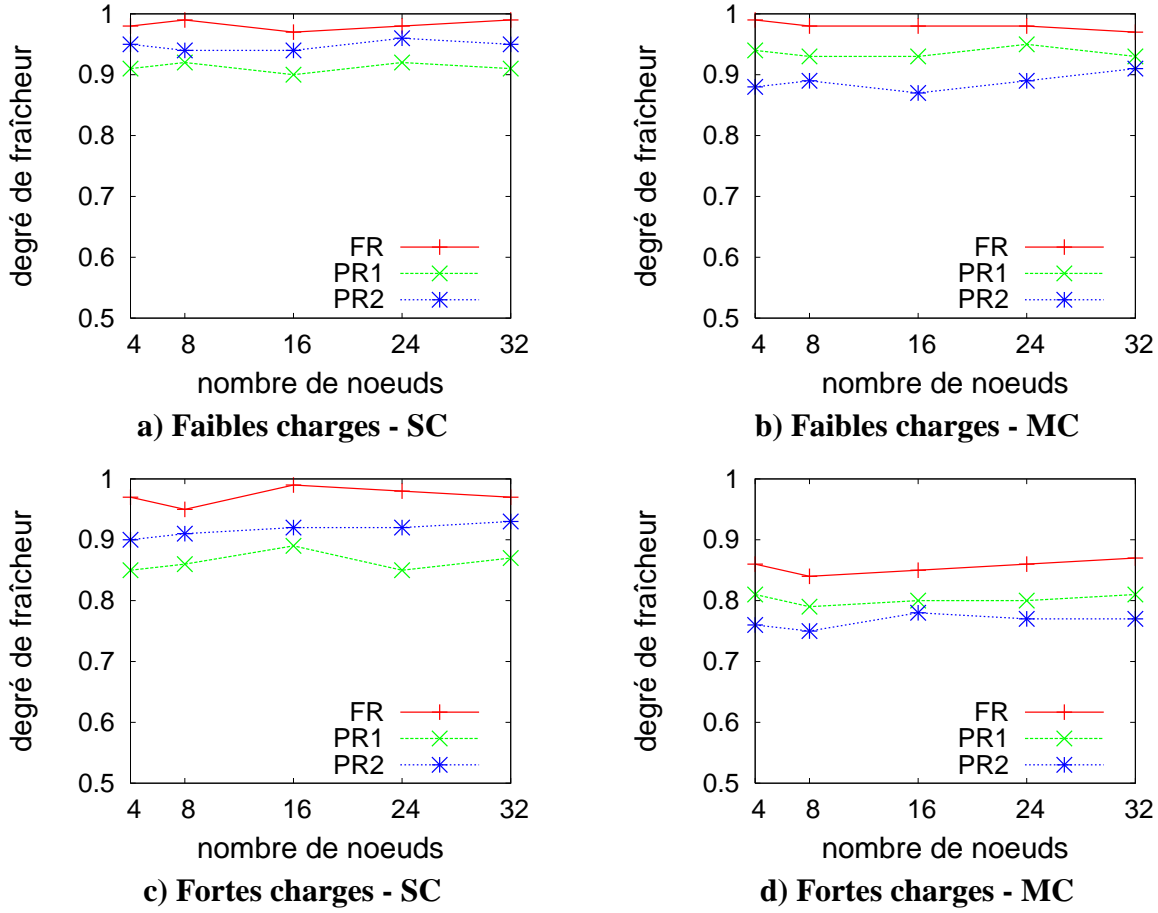 1
0.9
0.8
0.7
0.6
0.5
degré de fraîcheur
FR
PR1
PR2
4 8 16 24 32
nombre de noeuds
a) Faibles charges - SC
1
0.9
0.8
0.7
0.6
0.5
degré de fraîcheur
FR
PR1
PR2
4 8 16 24 32
nombre de noeuds
b) Faibles charges - MC
1
0.9
0.8
0.7
0.6
0.5
degré de fraîcheur
FR
PR1
PR2
4 8 16 24 32
nombre de noeuds
c) Fortes charges - SC
1
0.9
0.8
0.7
0.6
0.5
degré de fraîcheur
FR
PR1
PR2
4 8 16 24 32
nombre de noeuds
d) Fortes charges - MC